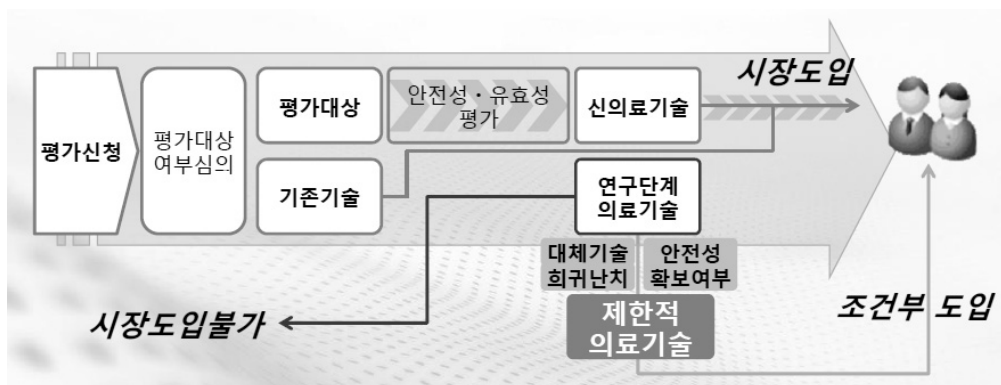 시장도입
평가신청
평가대상
여부심의
평가대상
안전성·유효성
평가
신의료기술
기존기술
연구단계
의료기술
대체기술
희귀난치
안전성
확보여부
제한적
의료기술
시장도입불가
조건부 도입